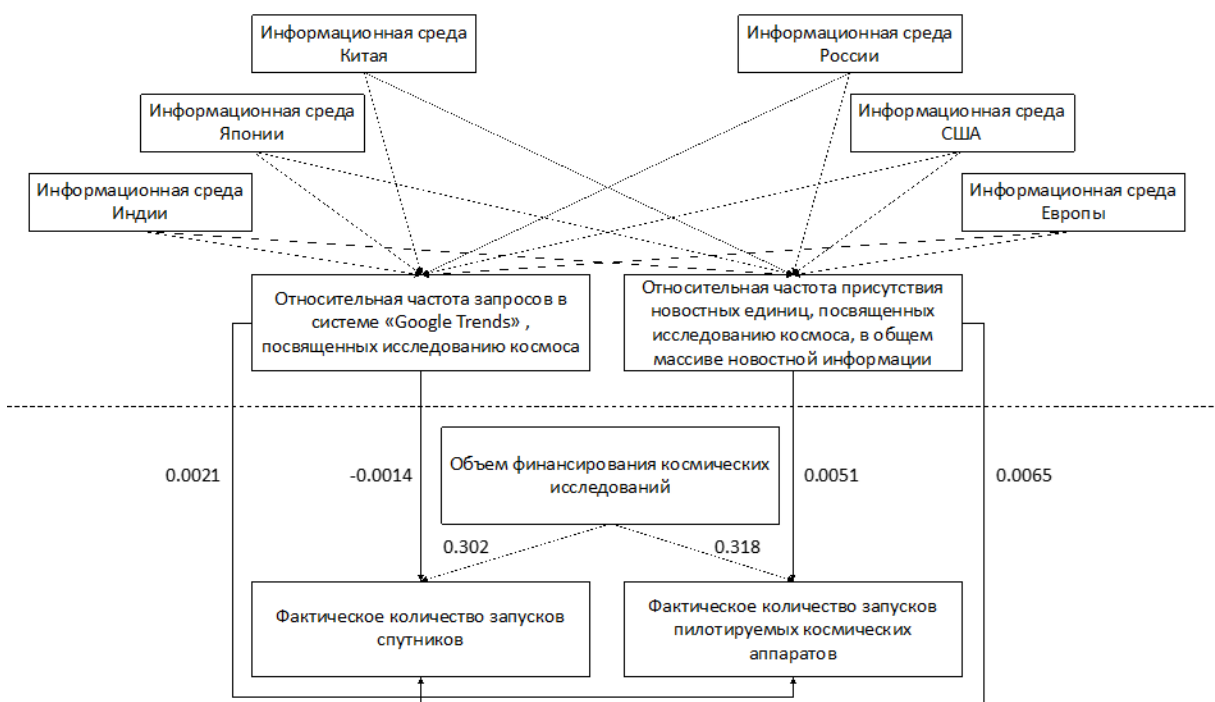 Информационная среда
Китая
Информационная среда
России
Информационная среда
Японии
Информационная среда
США
Информационная среда
Индии
Информационная среда
Европы
Относительная частота запросов в
системе «Google Trends» ,
посвященных исследованию космоса
Относительная частота присутствия
новостных единиц, посвященных
исследованию космоса, в общем
массиве новостной информации
0.0021
-0.0014
Объем финансирования космических
исследований
0.0051
0.0065
0.302
0.318
Фактическое количество запусков
спутников
Фактическое количество запусков
пилотируемых космических
аппаратов